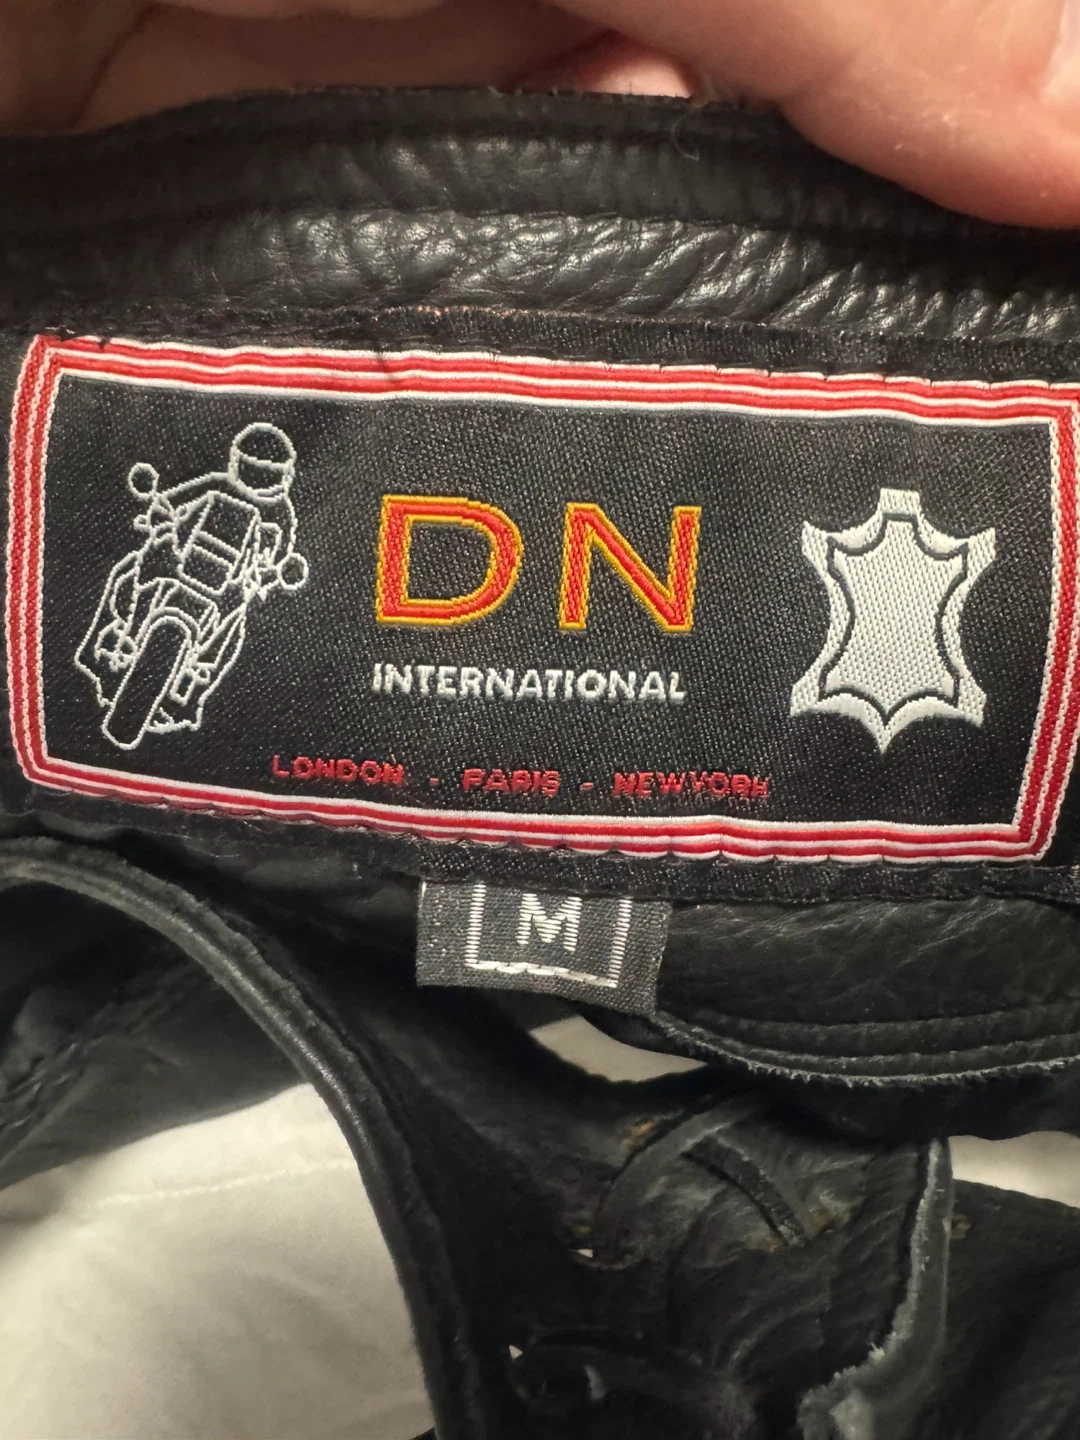 DN
INTERNATIONAL
LONDON - PARIS - NEWYORK
M